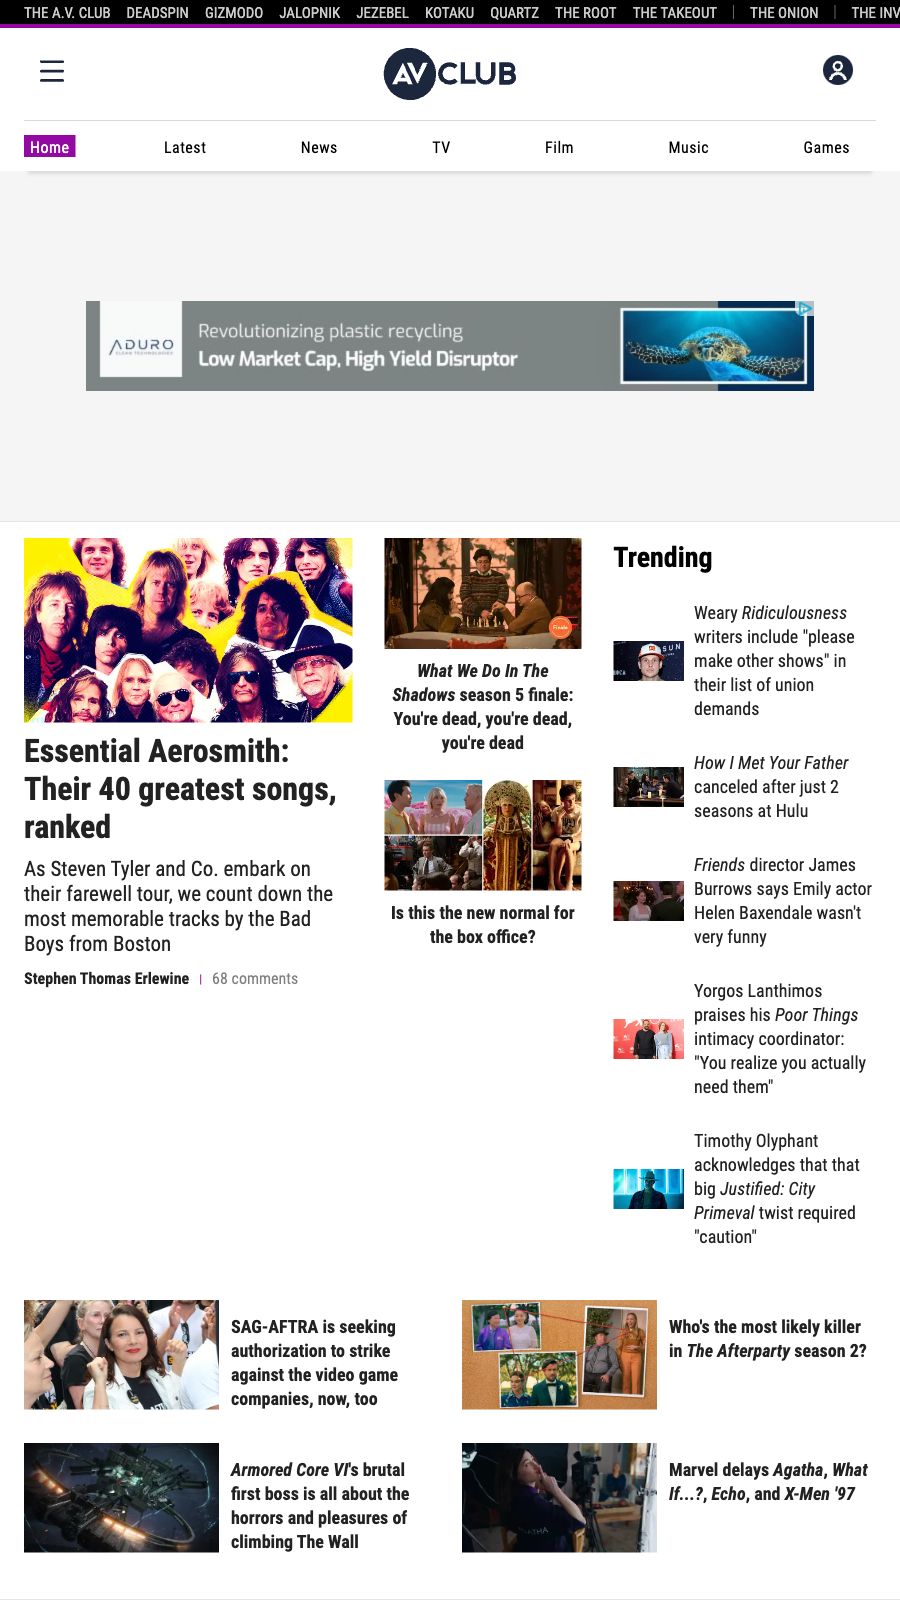 THE A.V. CLUB DEADSPIN GIZMODO JALOPNIK JEZEBEL KOTAKU QUARTZ THE ROOT THE TAKEOUT THE ONION THE INV
AV CLUB
Home Latest News TV Film Music Games
ADURO
CLEAN TECHNOLOGIES
Revolutionizing plastic recycling
Low Market Cap, High Yield Disruptor
Essential Aerosmith:
Their 40 greatest songs,
ranked
As Steven Tyler and Co. embark on
their farewell tour, we count down the
most memorable tracks by the Bad
Boys from Boston
Stephen Thomas Erlewine | 68 comments
Finale
What We Do In The
Shadows season 5 finale:
You're dead, you're dead,
you're dead
Is this the new normal for
the box office?
Trending
Weary Ridiculousness
writers include "please
make other shows" in
their list of union
demands
How I Met Your Father
canceled after just 2
seasons at Hulu
Friends director James
Burrows says Emily actor
Helen Baxendale wasn't
very funny
Yorgos Lanthimos
praises his Poor Things
intimacy coordinator:
"You realize you actually
need them"
Timothy Olyphant
acknowledges that that
big Justified: City
Primeval twist required
"caution"
SAG-AFTRA is seeking
authorization to strike
against the video game
companies, now, too
Who's the most likely killer
in The Afterparty season 2?
Armored Core VI's brutal
first boss is all about the
horrors and pleasures of
climbing The Wall
Marvel delays Agatha, What
If...?, Echo, and X-Men '97